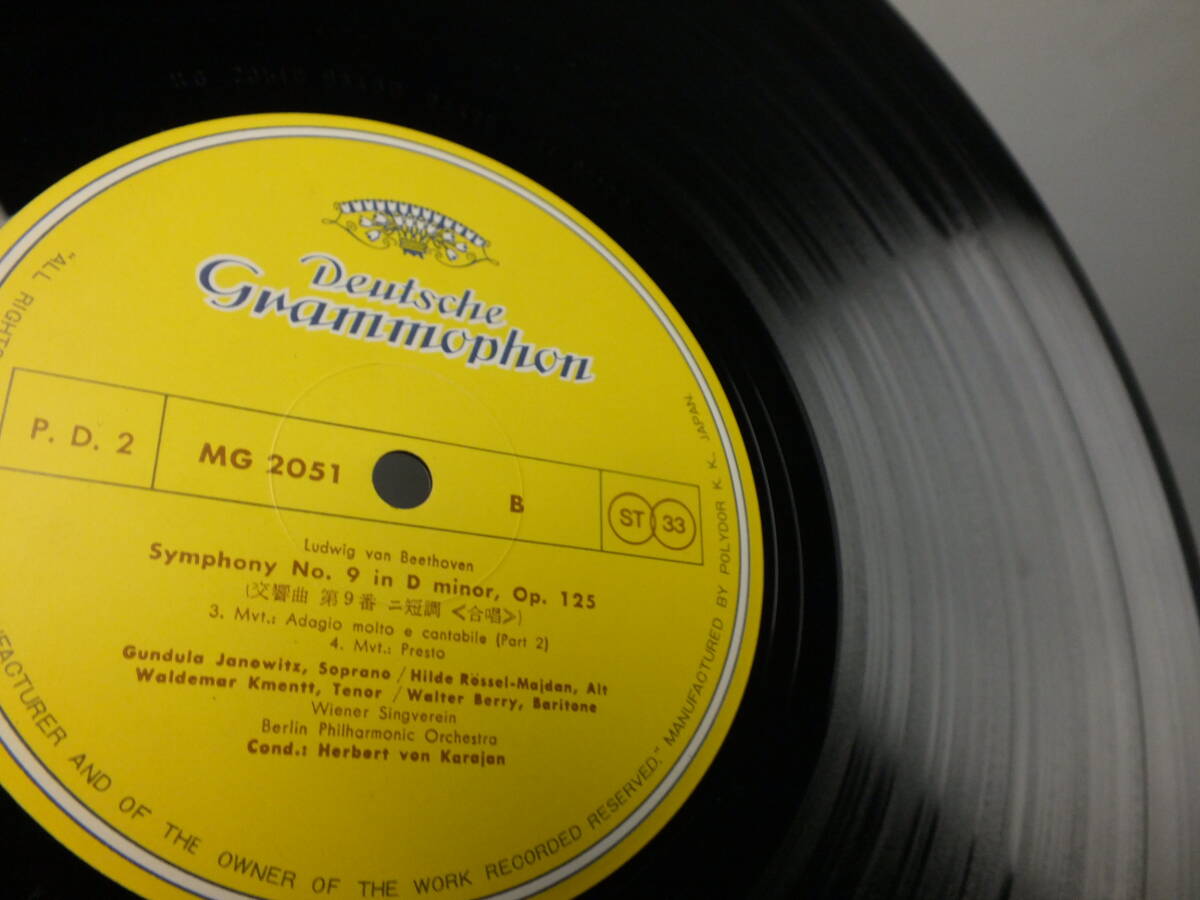 Deutsche
Grammophon
P. D. 2
MG 2051
B
ST 33
Ludwig van Beethoven
Symphony No. 9 in D minor, Op. 125
(交響曲 第9番 ニ短調 <合唱>)
3. Mvt.: Adagio molto e cantabile (Part 2)
4. Mvt.: Presto
Gundula Janowitz, Soprano / Hilde Rössel-Majdan, Alt
Waldemar Kmentt, Tenor / Walter Berry, Baritone
Wiener Singverein
Berlin Philharmonic Orchestra
Cond.: Herbert von Karajan
"ALL RIGHTS
FACTURER AND OF THE OWNER OF THE WORK RECORDED RESERVED." MANUFACTURED BY POLYDOR K. K. JAPAN.